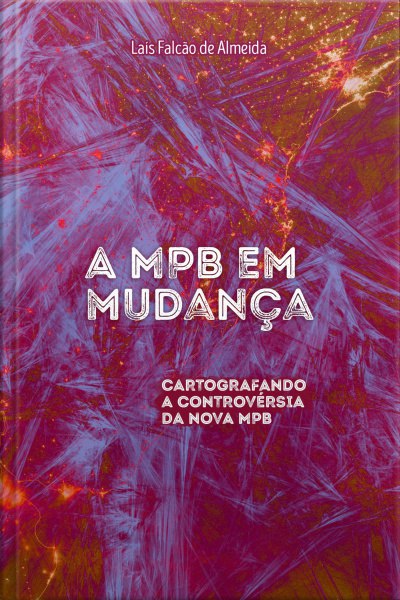 Laís Falcão de Almeida
A MPB EM
MUDANÇA
CARTOGRAFANDO
A CONTROVÉRSIA
DA NOVA MPB